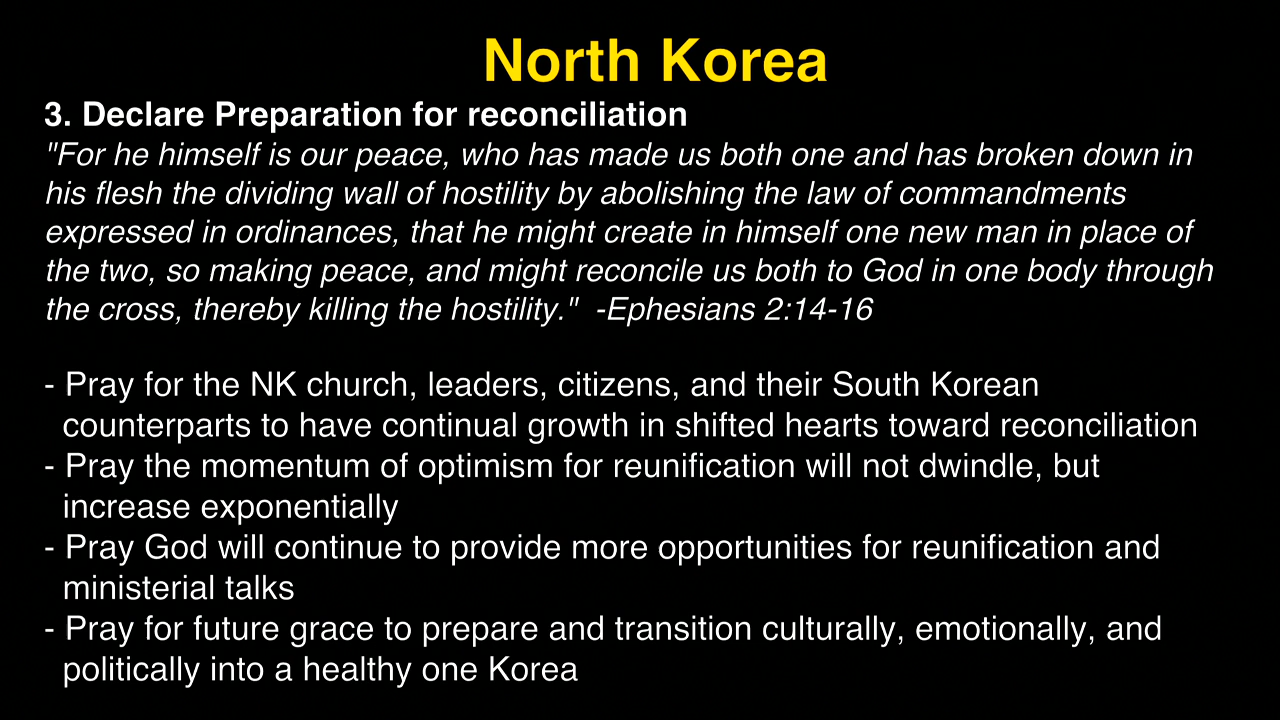 North Korea
3. Declare Preparation for reconciliation
"For he himself is our peace, who has made us both one and has broken down in
his flesh the dividing wall of hostility by abolishing the law of commandments
expressed in ordinances, that he might create in himself one new man in place of
the two, so making peace, and might reconcile us both to God in one body through
the cross, thereby killing the hostility."  -Ephesians 2:14-16
- Pray for the NK church, leaders, citizens, and their South Korean
counterparts to have continual growth in shifted hearts toward reconciliation
- Pray the momentum of optimism for reunification will not dwindle, but
increase exponentially
- Pray God will continue to provide more opportunities for reunification and
ministerial talks
- Pray for future grace to prepare and transition culturally, emotionally, and
politically into a healthy one Korea